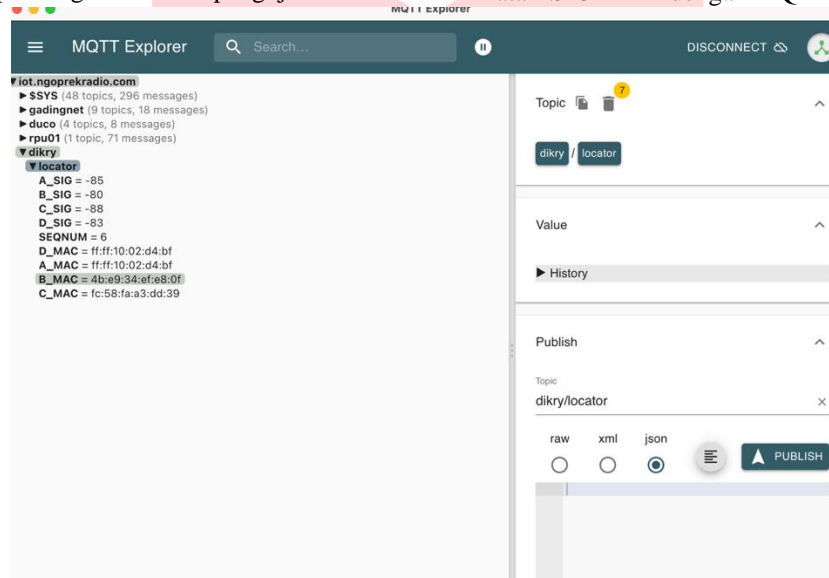 MQTT Explorer
MQTT Explorer
Search...
DISCONNECT
▼iot.ngoprekradio.com
▶$SYS (48 topics, 296 messages)
▶gadingnet (9 topics, 18 messages)
▶duco (4 topics, 8 messages)
▶rpu01 (1 topic, 71 messages)
▼dikry
▼locator
A_SIG = -85
B_SIG = -80
C_SIG = -88
D_SIG = -83
SEQNUM = 6
D_MAC = ff:ff:10:02:d4:bf
A_MAC = ff:ff:10:02:d4:bf
B_MAC = 4b:e9:34:ef:e8:0f
C_MAC = fc:58:fa:a3:dd:39
Topic
7
dikry / locator
Value
▶ History
Publish
Topic
dikry/locator
raw xml json
PUBLISH